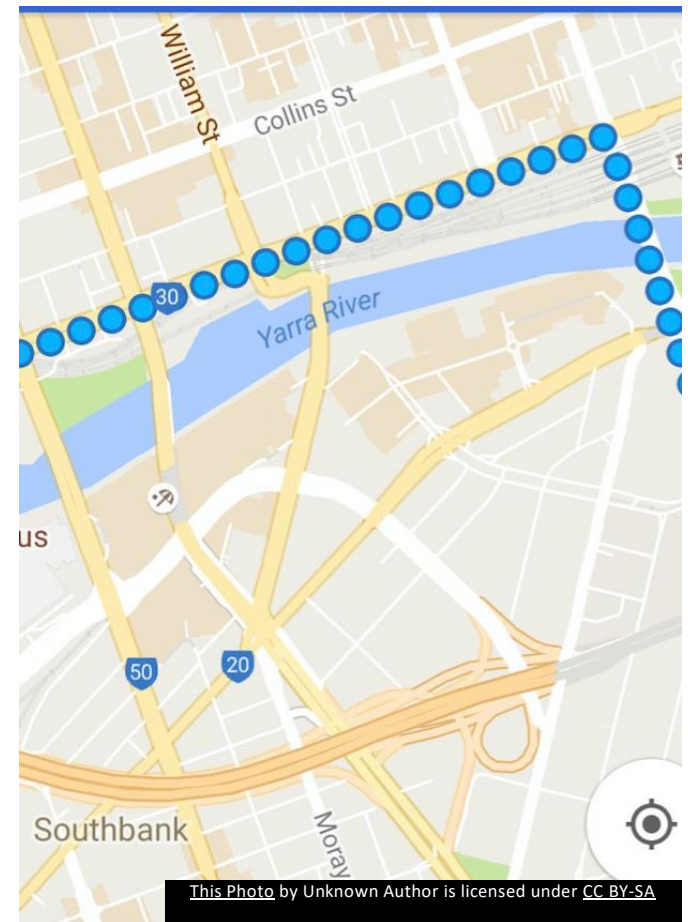 William St
Collins St
30
Yarra River
us
50
20
Southbank
Moray
This Photo by Unknown Author is licensed under CC BY-SA